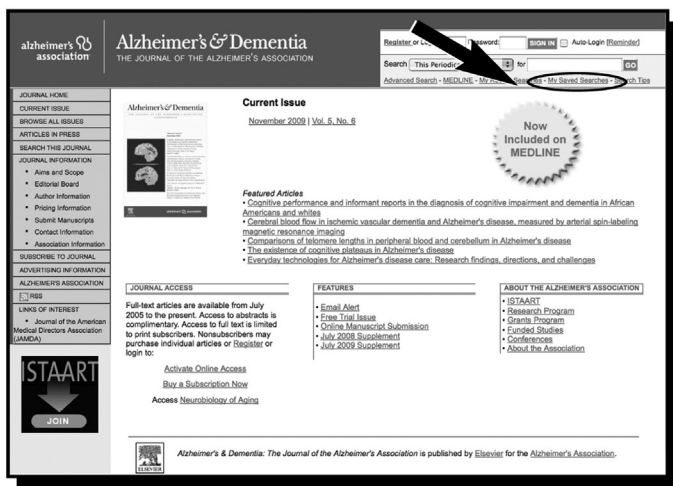 alzheimer's association
Alzheimer's & Dementia
THE JOURNAL OF THE ALZHEIMER'S ASSOCIATION
Register or Password: SIGN IN Auto-Login [Reminder]
Search This for GO
Advanced Search - MEDLINE - My - My Saved Searches - Search Tips
JOURNAL HOME
CURRENT ISSUE
BROWSE ALL ISSUES
ARTICLES IN PRESS
SEARCH THIS JOURNAL
JOURNAL INFORMATION
• Aims and Scope
• Editorial Board
• Author Information
• Pricing Information
• Submit Manuscripts
• Contact Information
• Association Information
SUBSCRIBE TO JOURNAL
ADVERTISING INFORMATION
ALZHEIMER'S ASSOCIATION
RSS
LINKS OF INTEREST
• Journal of the American
Medical Directors Association
(JAMDA)
ISTAART
JOIN
Alzheimer's & Dementia
Current Issue
November 2009 | Vol. 5, No. 6
Now
Included on
MEDLINE
Featured Articles
• Cognitive performance and informant reports in the diagnosis of cognitive impairment and dementia in African
Americans and whites
• Cerebral blood flow in ischemic vascular dementia and Alzheimer's disease, measured by arterial spin-labeling
magnetic resonance imaging
• Comparisons of telomere lengths in peripheral blood and cerebellum in Alzheimer's disease
• The existence of cognitive plateaus in Alzheimer's disease
• Everyday technologies for Alzheimer's disease care: Research findings, directions, and challenges
JOURNAL ACCESS
Full-text articles are available from July
2005 to the present. Access to abstracts is
complimentary. Access to full text is limited
to print subscribers. Nonsubscribers may
purchase individual articles or Register or
login to:
Activate Online Access
Buy a Subscription Now
Access Neurobiology of Aging
FEATURES
• Email Alert
• Free Trial Issue
• Online Manuscript Submission
• July 2008 Supplement
• July 2009 Supplement
ABOUT THE ALZHEIMER'S ASSOCIATION
• ISTAART
• Research Program
• Grants Program
• Funded Studies
• Conferences
• About the Association
ELSEVIER
Alzheimer's & Dementia: The Journal of the Alzheimer's Association is published by Elsevier for the Alzheimer's Association.